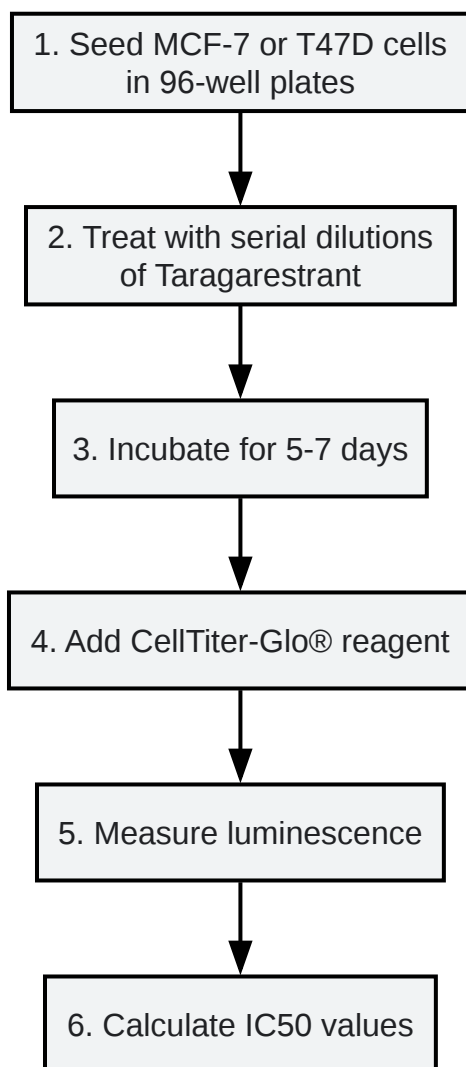 1. Seed MCF-7 or T47D cells
in 96-well plates
2. Treat with serial dilutions
of Taragarestrant
3. Incubate for 5-7 days
4. Add CellTiter-Glo® reagent
5. Measure luminescence
6. Calculate IC50 values